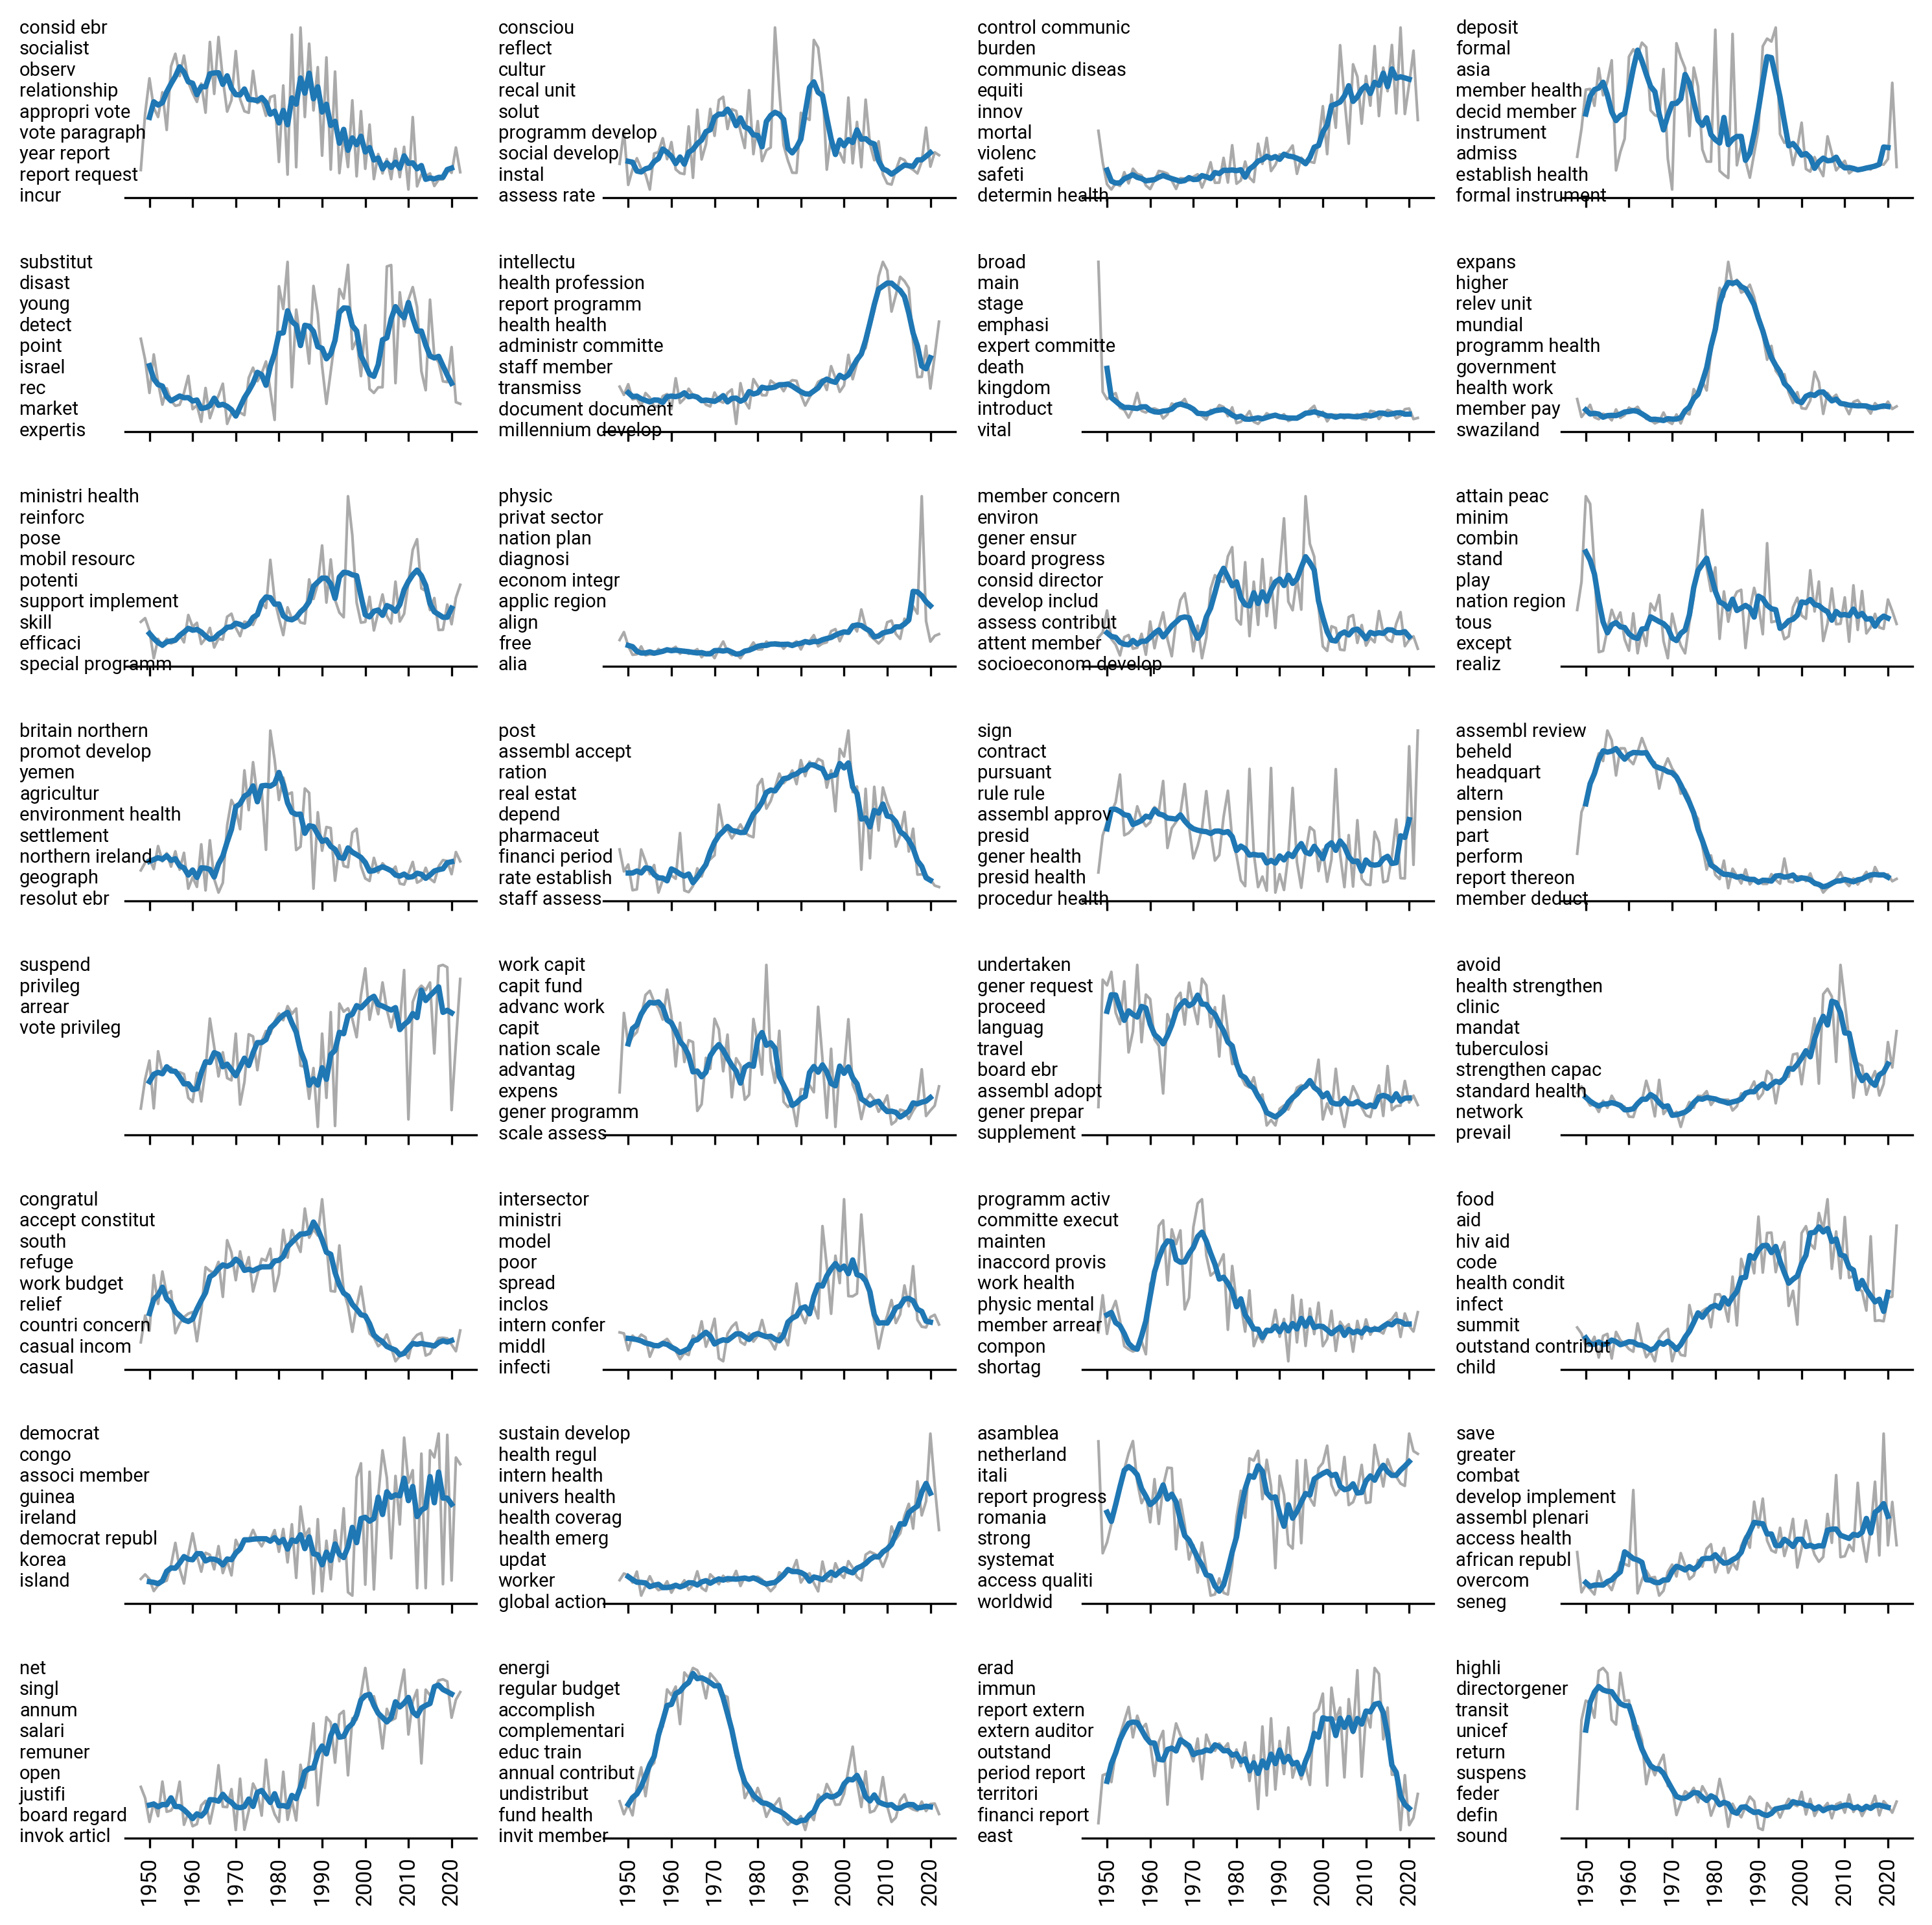 consid ebr
socialist
observ
relationship
appropri vote
vote paragraph
year report
report request
incur
consciou
reflect
cultur
recal unit
solut
programm develop
social develop
instal
assess rate
control communic
burden
communic diseas
equiti
innov
mortal
violenc
safeti
determin health
deposit
formal
asia
member health
decid member
instrument
admiss
establish health
formal instrument
substitut
disast
young
detect
point
israel
rec
market
expertis
intellectu
health profession
report programm
health health
administr committe
staff member
transmiss
document document
millennium develop
broad
main
stage
emphasi
expert committe
death
kingdom
introduct
vital
expans
higher
relev unit
mundial
programm health
government
health work
member pay
swaziland
ministri health
reinforc
pose
mobil resourc
potenti
support implement
skill
efficaci
special programm
physic
privat sector
nation plan
diagnosi
econom integr
applic region
align
free
alia
member concern
environ
gener ensur
board progress
consid director
develop includ
assess contribut
attent member
socioeconom develop
attain peac
minim
combin
stand
play
nation region
tous
except
realiz
britain northern
promot develop
yemen
agricultur
environment health
settlement
northern ireland
geograph
resolut ebr
post
assembl accept
ration
real estat
depend
pharmaceut
financi period
rate establish
staff assess
sign
contract
pursuant
rule rule
assembl approv
presid
gener health
presid health
procedur health
assembl review
beheld
headquart
altern
pension
part
perform
report thereon
member deduct
suspend
privileg
arrear
vote privileg
work capit
capit fund
advanc work
capit
nation scale
advantag
expens
gener programm
scale assess
undertaken
gener request
proceed
languag
travel
board ebr
assembl adopt
gener prepar
supplement
avoid
health strengthen
clinic
mandat
tuberculosi
strengthen capac
standard health
network
prevail
congratul
accept constitut
south
refuge
work budget
relief
countri concern
casual incom
casual
intersector
ministri
model
poor
spread
inclos
intern confer
middl
infecti
programm activ
committe execut
mainten
inaccord provis
work health
physic mental
member arrear
compon
shortag
food
aid
hiv aid
code
health condit
infect
summit
outstand contribut
child
democrat
congo
associ member
guinea
ireland
democrat republ
korea
island
sustain develop
health regul
intern health
univers health
health coverag
health emerg
updat
worker
global action
asamblea
netherland
itali
report progress
romania
strong
systemat
access qualiti
worldwid
save
greater
combat
develop implement
assembl plenari
access health
african republ
overcom
seneg
net
singl
annum
salari
remuner
open
justifi
board regard
invok articl
energi
regular budget
accomplish
complementari
educ train
annual contribut
undistribut
fund health
invit member
erad
immun
report extern
extern auditor
outstand
period report
territori
financi report
east
highli
directorgener
transit
unicef
return
suspens
feder
defin
sound
1950 1960 1970 1980 1990 2000 2010 2020
1950 1960 1970 1980 1990 2000 2010 2020
1950 1960 1970 1980 1990 2000 2010 2020
1950 1960 1970 1980 1990 2000 2010 2020